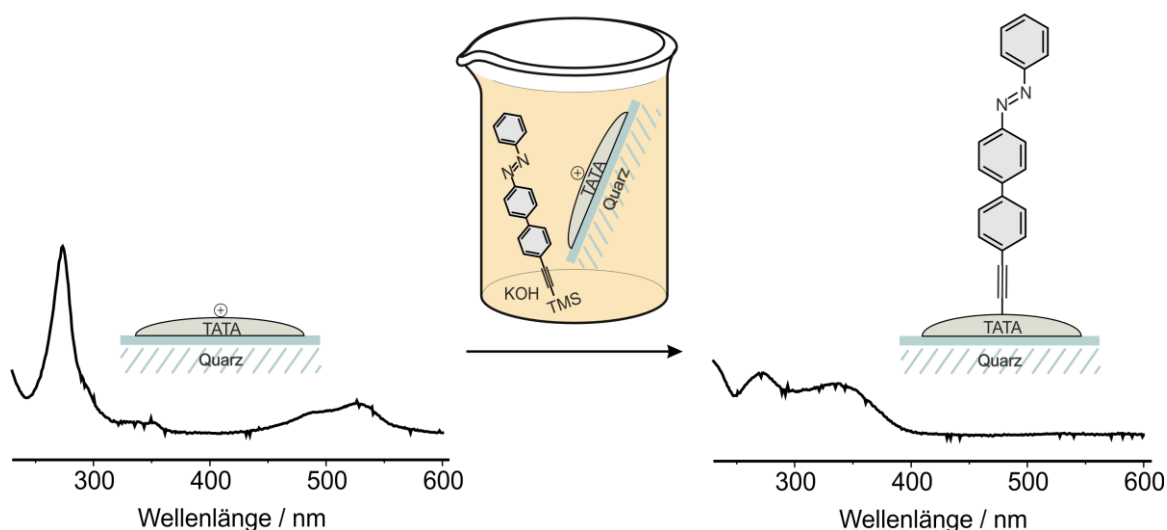 ⊕
TATA
Quarz
300
400
500
600
Wellenlänge / nm
N=N
⊕
TATA
Quarz
KOH
TMS
N
N
TATA
Quarz
300
400
500
600
Wellenlänge / nm